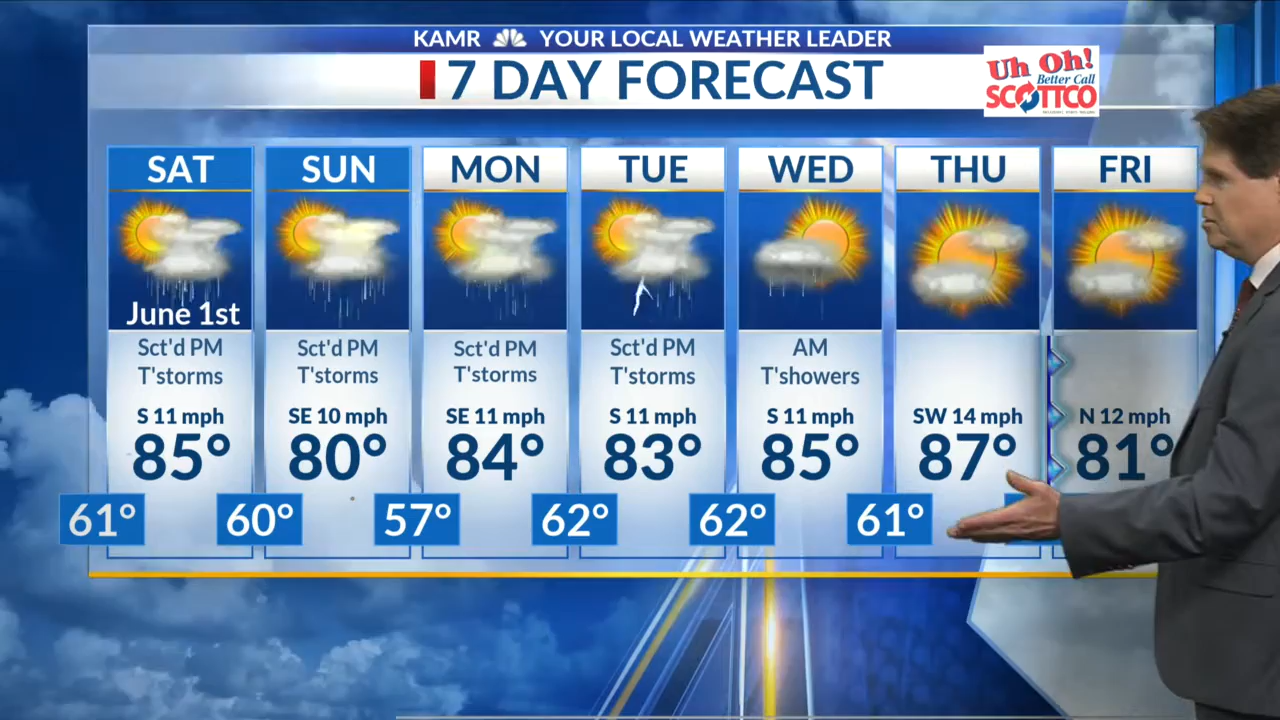 KAMR YOUR LOCAL WEATHER LEADER
7 DAY FORECAST
Uh Oh!
Better Call
SCOTTCO
SAT SUN MON TUE WED THU FRI
June 1st
Sct'd PM Sct'd PM Sct'd PM Sct'd PM AM
T'storms T'storms T'storms T'storms T'showers
S 11 mph SE 10 mph SE 11 mph S 11 mph S 11 mph SW 14 mph N 12 mph
85° 80° 84° 83° 85° 87° 81°
61° 60° 57° 62° 62° 61°